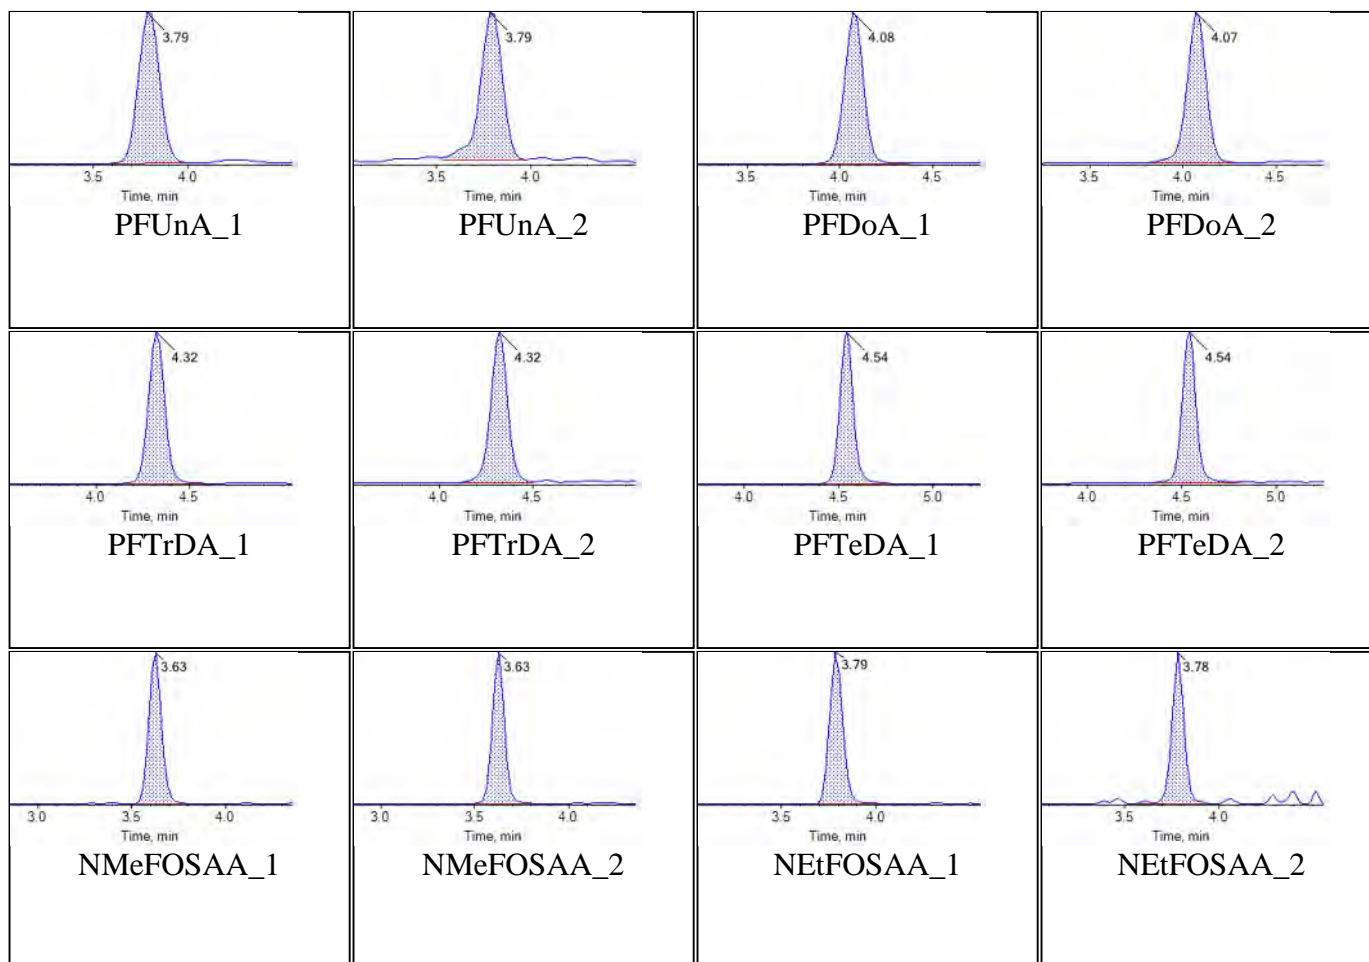 3.79
3.5 4.0
Time, min
PFUnA_1
3.79
3.5 4.0
Time, min
PFUnA_2
4.08
3.5 4.0 4.5
Time, min
PFDoA_1
4.07
3.5 4.0 4.5
Time, min
PFDoA_2
4.32
4.0 4.5
Time, min
PFTrDA_1
4.32
4.0 4.5
Time, min
PFTrDA_2
4.54
4.0 4.5 5.0
Time, min
PFTeDA_1
4.54
4.0 4.5 5.0
Time, min
PFTeDA_2
3.63
3.0 3.5 4.0
Time, min
NMeFOSAA_1
3.63
3.0 3.5 4.0
Time, min
NMeFOSAA_2
3.79
3.5 4.0
Time, min
NEtFOSAA_1
3.78
3.5 4.0
Time, min
NEtFOSAA_2